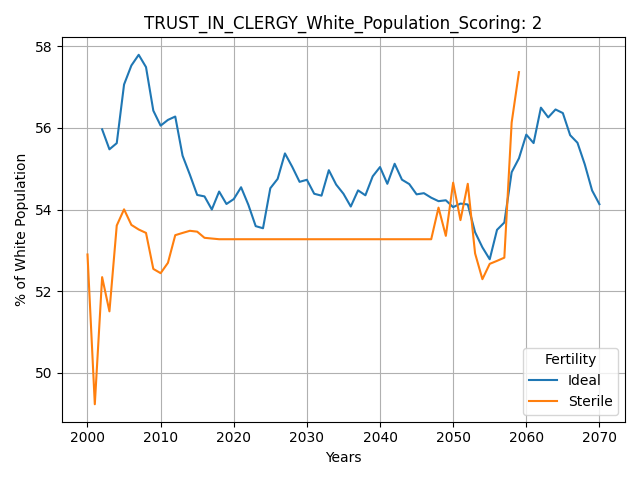 TRUST_IN_CLERGY_White_Population_Scoring: 2
% of White Population
58
56
54
52
50
Fertility
Ideal
Sterile
2000 2010 2020 2030 2040 2050 2060 2070
Years